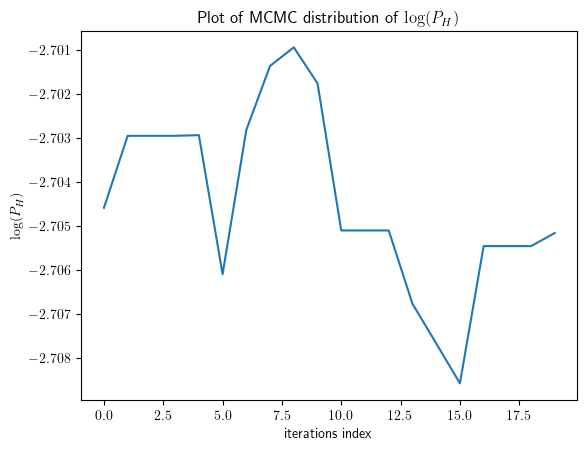 Plot of MCMC distribution of log(P_H)
−2.701
−2.702
−2.703
−2.704
−2.705
−2.706
−2.707
−2.708
log(P_H)
0.0 2.5 5.0 7.5 10.0 12.5 15.0 17.5
iterations index